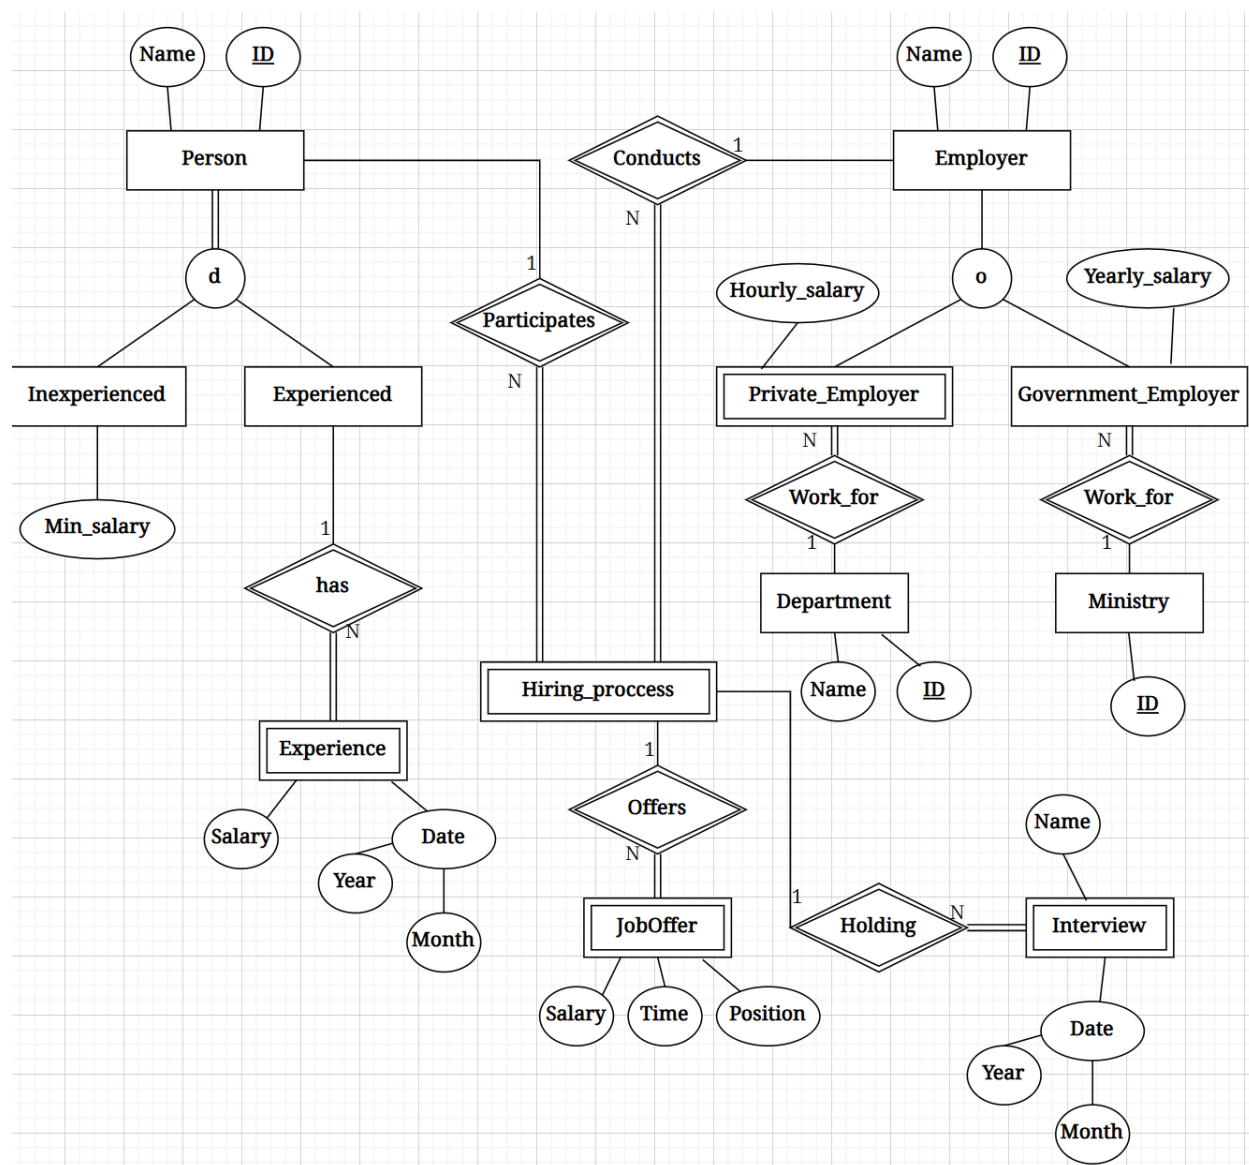 Name
ID
Name
ID
Person
Conducts
1
Employer
N
d
1
Hourly_salary
o
Yearly_salary
Participates
N
Inexperienced
Experienced
Private_Employer
Government_Employer
N
N
Min_salary
1
Work_for
Work_for
1
1
has
N
Department
Ministry
Hiring_proccess
Name
ID
ID
Experience
1
Salary
Date
Offers
Name
Year
N
Month
JobOffer
1
Holding
N
Interview
Salary
Time
Position
Date
Year
Month